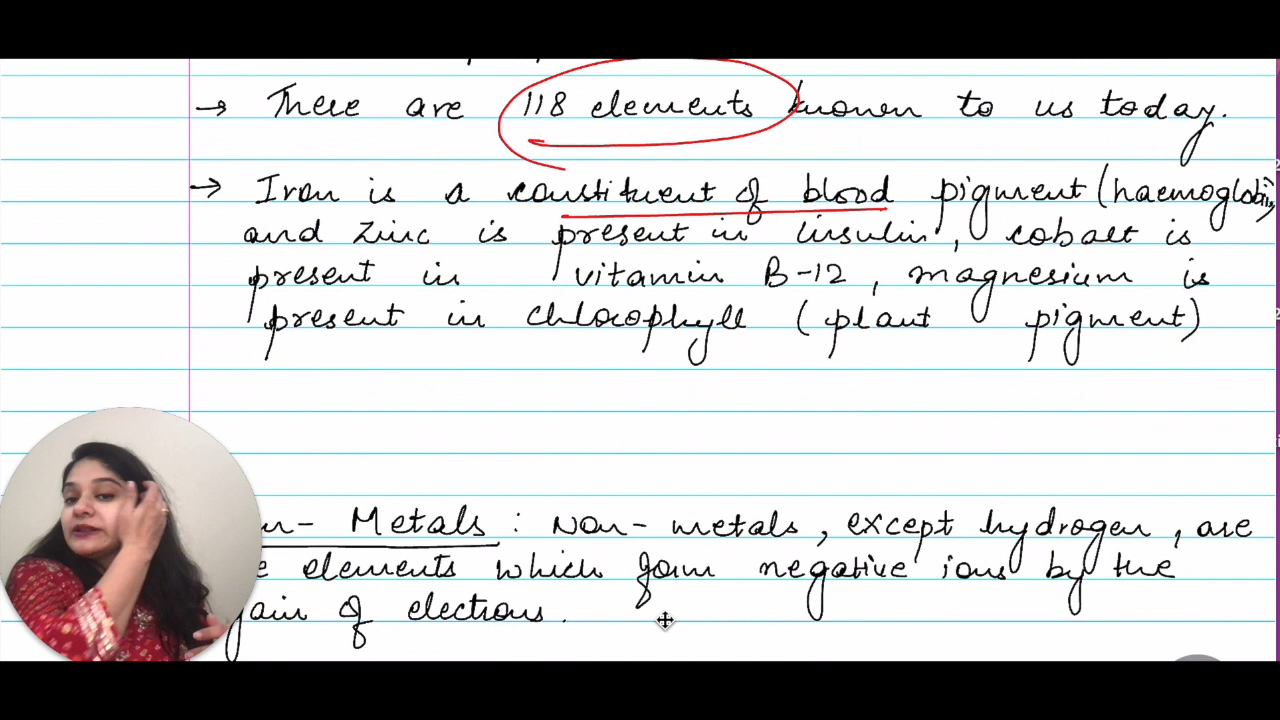 → There are 118 elements known to us today.
→ Iron is a constituent of blood pigment (haemoglobin)
and zinc is present in insulin, cobalt is
present in vitamin B-12, magnesium is
present in chlorophyll (plant pigment)
- Metals : Non-metals, except hydrogen, are
elements which form negative ions by the
gain of electrons.